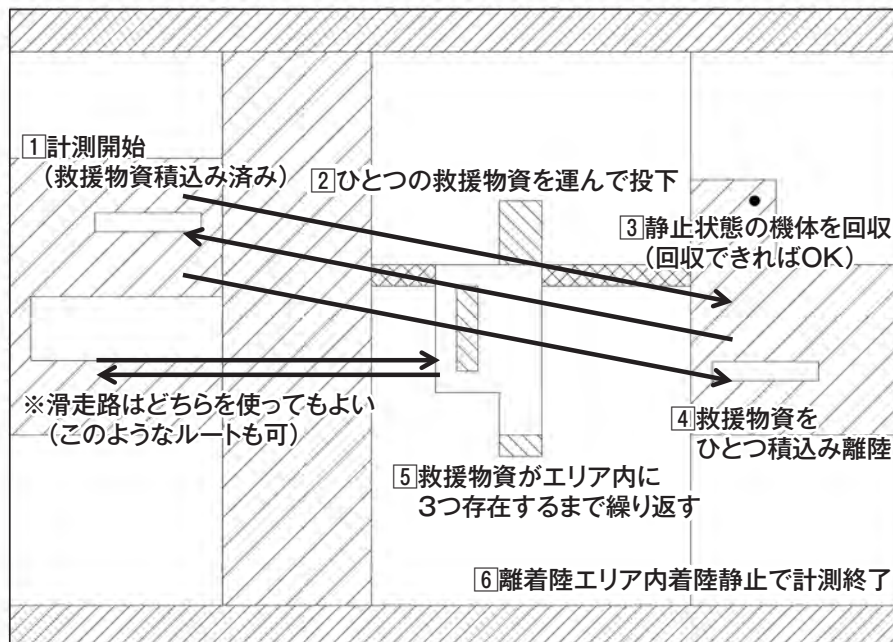 1 計測開始
(救援物資積込み済み)
2 ひとつの救援物資を運んで投下
3 静止状態の機体を回収
(回収できればOK)
※滑走路はどちらを使ってもよい
(このようなルートも可)
4 救援物資を
ひとつ積込み離陸
5 救援物資がエリア内に
3つ存在するまで繰り返す
6 離着陸エリア内着陸静止で計測終了